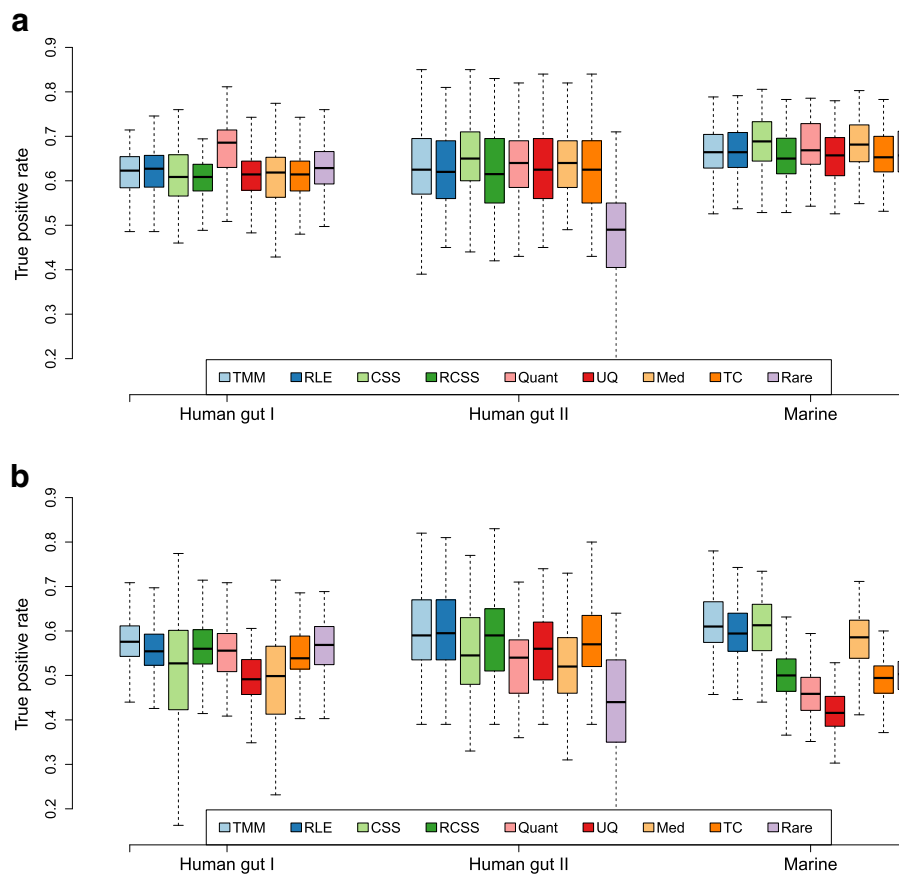 a
True positive rate
0.9
0.8
0.7
0.6
0.5
0.4
0.3
0.2
TMM RLE CSS RCSS Quant UQ Med TC Rare
Human gut I Human gut II Marine
b
True positive rate
0.9
0.8
0.7
0.6
0.5
0.4
0.3
0.2
TMM RLE CSS RCSS Quant UQ Med TC Rare
Human gut I Human gut II Marine